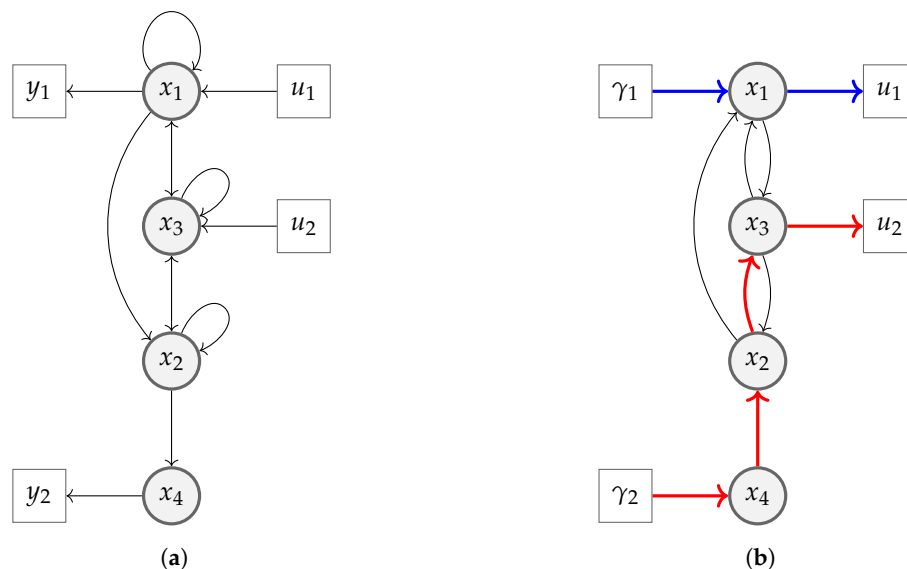 y₁ x₁ u₁
x₃ u₂
x₂
y₂ x₄
(a)
γ₁ x₁ u₁
x₃ u₂
x₂
γ₂ x₄
(b)